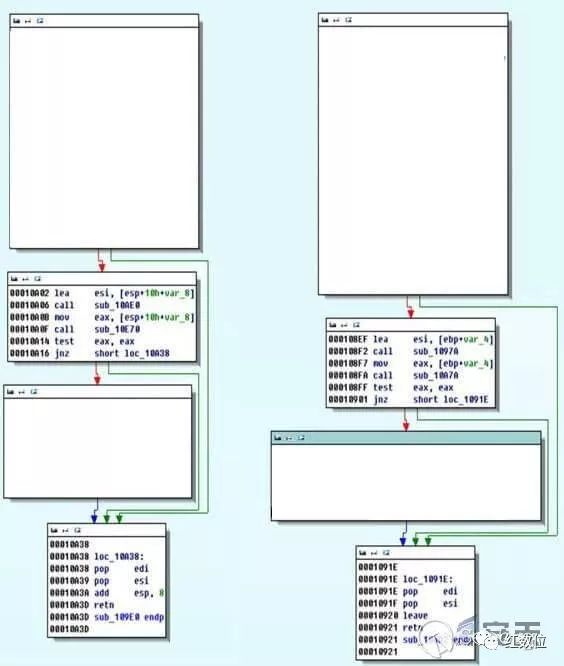 00010A02 lea esi, [esp+10h+var_8]
00010A06 call sub_10AE0
00010A0B mov eax, [esp+10h+var_8]
00010A0F call sub_10E70
00010A14 test eax, eax
00010A16 jnz short loc_10A38
00010A38
00010A38 loc_10A38:
00010A38 pop edi
00010A39 pop esi
00010A3A add esp, 8
00010A3D retn
00010A3D sub_109E0 endp
00010A3D
000108EF lea esi, [ebp+var_4]
000108F2 call sub_1097A
000108F7 mov eax, [ebp+var_4]
000108FA call sub_10A7A
000108FF test eax, eax
00010901 jnz short loc_1091E
0001091E
0001091E loc_1091E:
0001091E pop edi
0001091F pop esi
00010920 leave
00010921 retn
00010921 endp
00010921
红数位